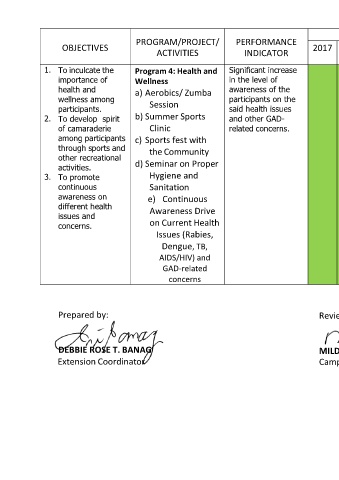 OBJECTIVES
PROGRAM/PROJECT/
ACTIVITIES
PERFORMANCE
INDICATOR
2017
1. To inculcate the
importance of
health and
wellness among
participants.
2. To develop spirit
of camaraderie
among participants
through sports and
other recreational
activities.
3. To promote
continuous
awareness on
different health
issues and
concerns.
Program 4: Health and
Wellness
a) Aerobics/ Zumba
Session
b) Summer Sports
Clinic
c) Sports fest with
the Community
d) Seminar on Proper
Hygiene and
Sanitation
e) Continuous
Awareness Drive
on Current Health
Issues (Rabies,
Dengue, TB,
AIDS/HIV) and
GAD-related
concerns
Significant increase
in the level of
awareness of the
participants on the
said health issues
and other GAD-
related concerns.
Prepared by:
DEBBIE ROSE T. BANAG
Extension Coordinator
Revie
MILD
Camp